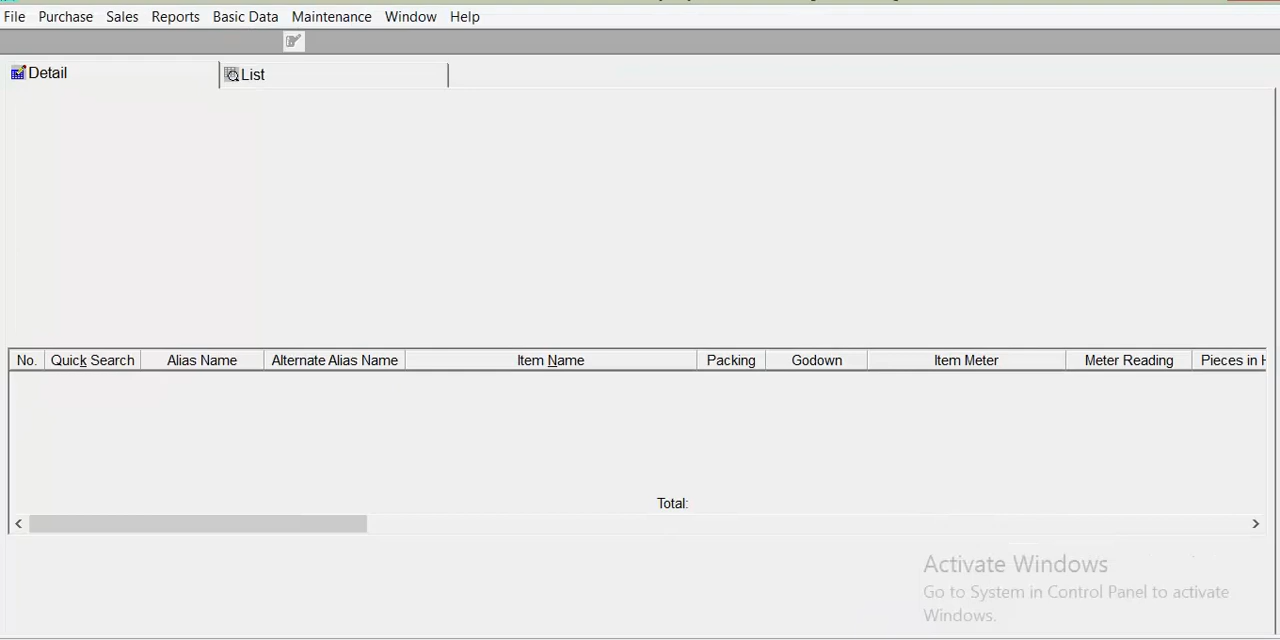 File Purchase Sales Reports Basic Data Maintenance Window Help
Detail List
No. Quick Search Alias Name Alternate Alias Name Item Name Packing Godown Item Meter Meter Reading Pieces in
Total:
Activate Windows
Go to System in Control Panel to activate
Windows.